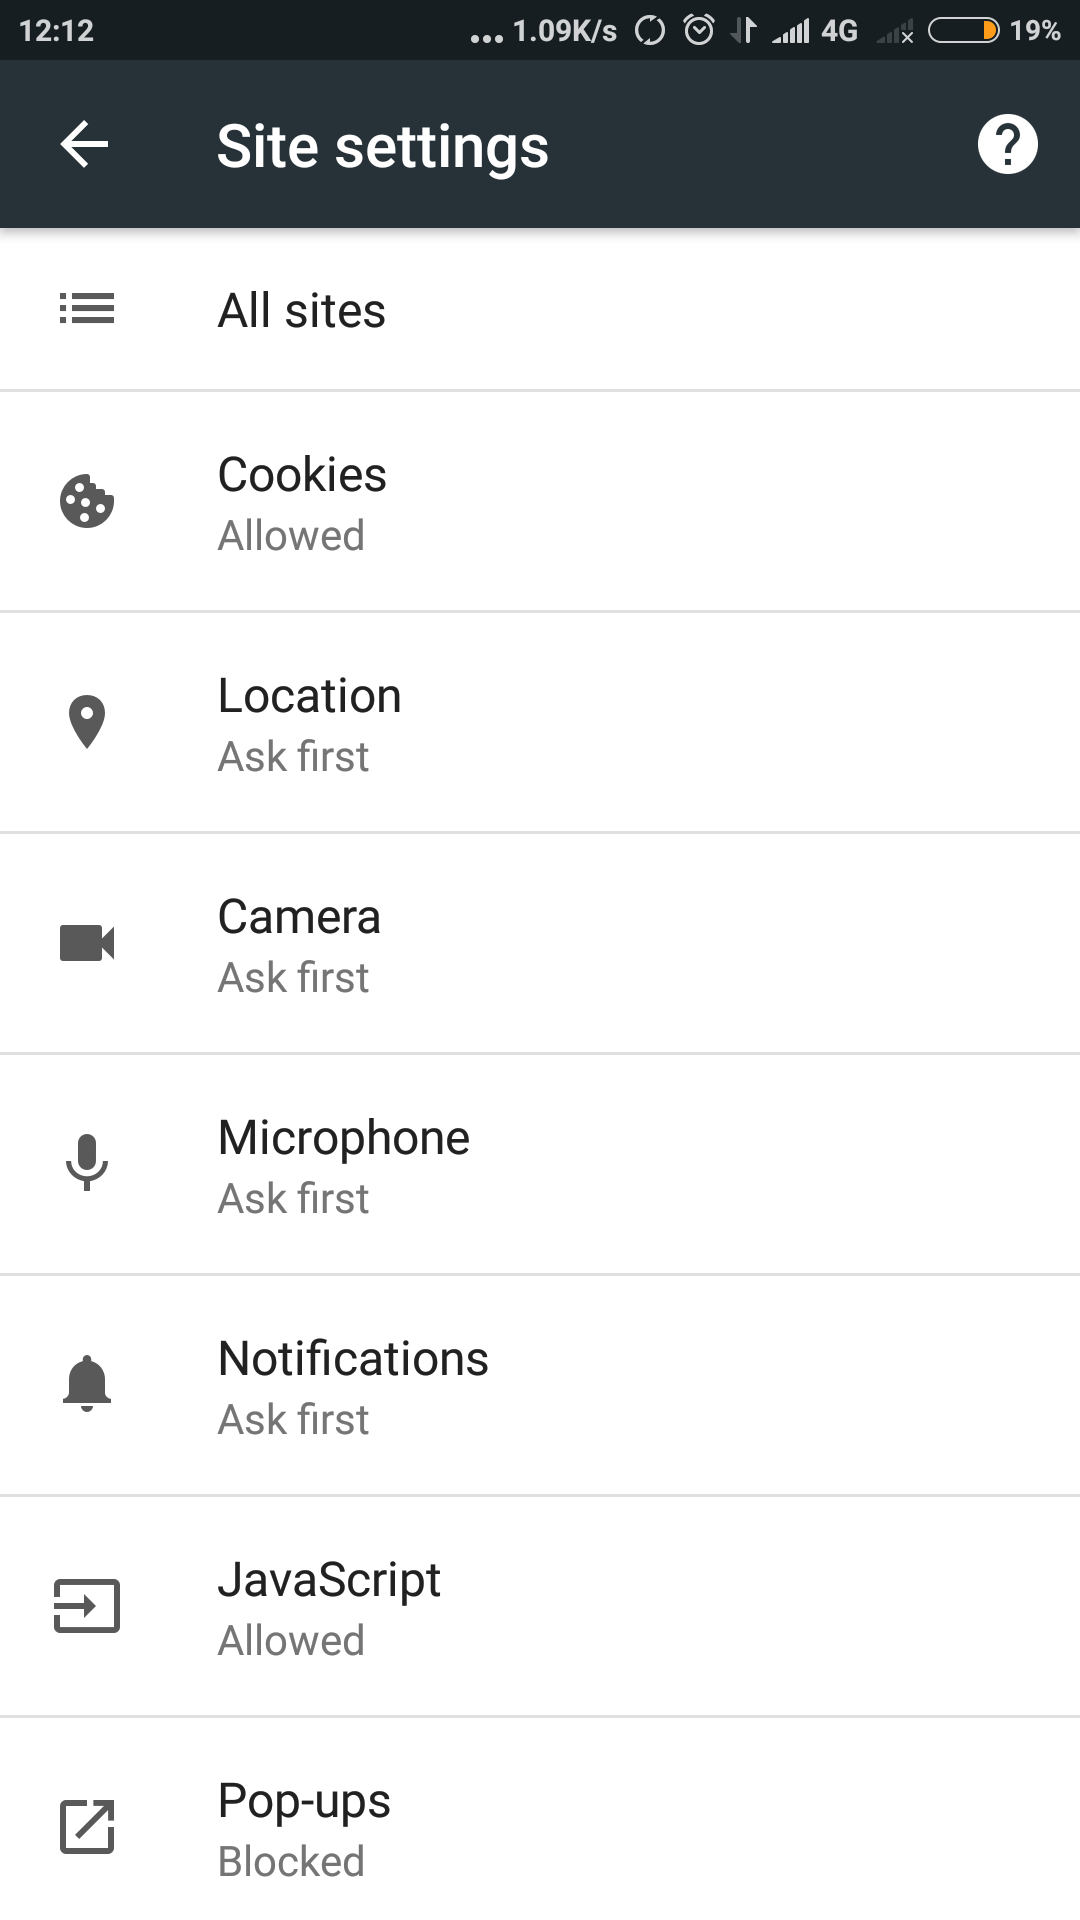 12:12 ... 1.09K/s 4G 19%
Site settings ?
All sites
Cookies
Allowed
Location
Ask first
Camera
Ask first
Microphone
Ask first
Notifications
Ask first
JavaScript
Allowed
Pop-ups
Blocked